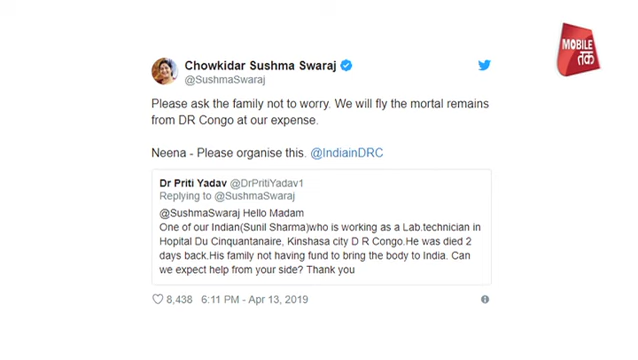 MOBILE
तक
Chowkidar Sushma Swaraj
@SushmaSwaraj
Please ask the family not to worry. We will fly the mortal remains
from DR Congo at our expense.
Neena - Please organise this. @IndiainDRC
Dr Priti Yadav @DrPritiYadav1
Replying to @SushmaSwaraj
@SushmaSwaraj Hello Madam
One of our Indian(Sunil Sharma)who is working as a Lab.technician in
Hopital Du Cinquantanaire, Kinshasa city D R Congo.He was died 2
days back.His family not having fund to bring the body to India. Can
we expect help from your side? Thank you
8,438 6:11 PM - Apr 13, 2019